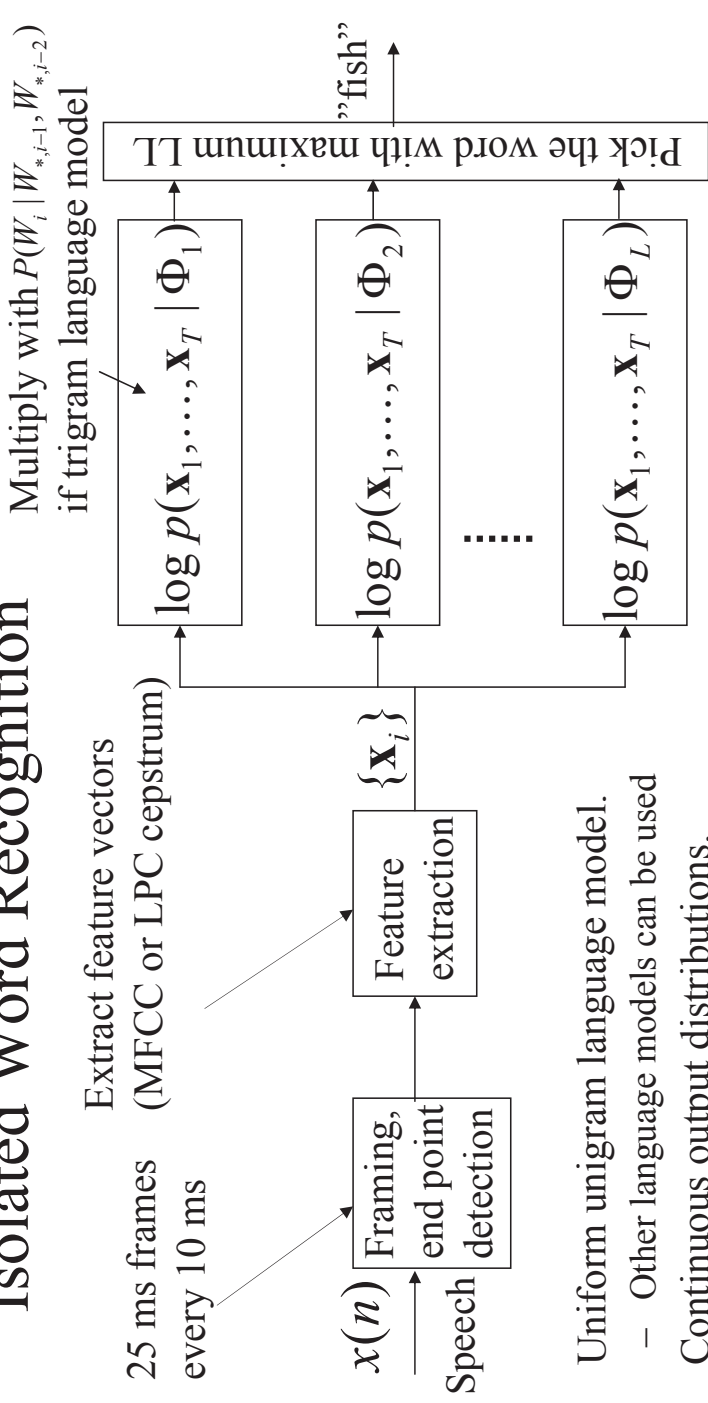 Isolated Word Recognition
25 ms frames
every 10 ms
Extract feature vectors
(MFCC or LPC cepstrum)
Multiply with P(W_i | W_{*,i−1}, W_{*,i−2})
if trigram language model
x(n)
Speech
Framing,
end point
detection
Feature
extraction
{x_i}
log p(x_1,…,x_T | Φ_1)
log p(x_1,…,x_T | Φ_2)
.......
log p(x_1,…,x_T | Φ_L)
Pick the word with maximum LL
”fish”
Uniform unigram language model.
– Other language models can be used
Continuous output distributions.